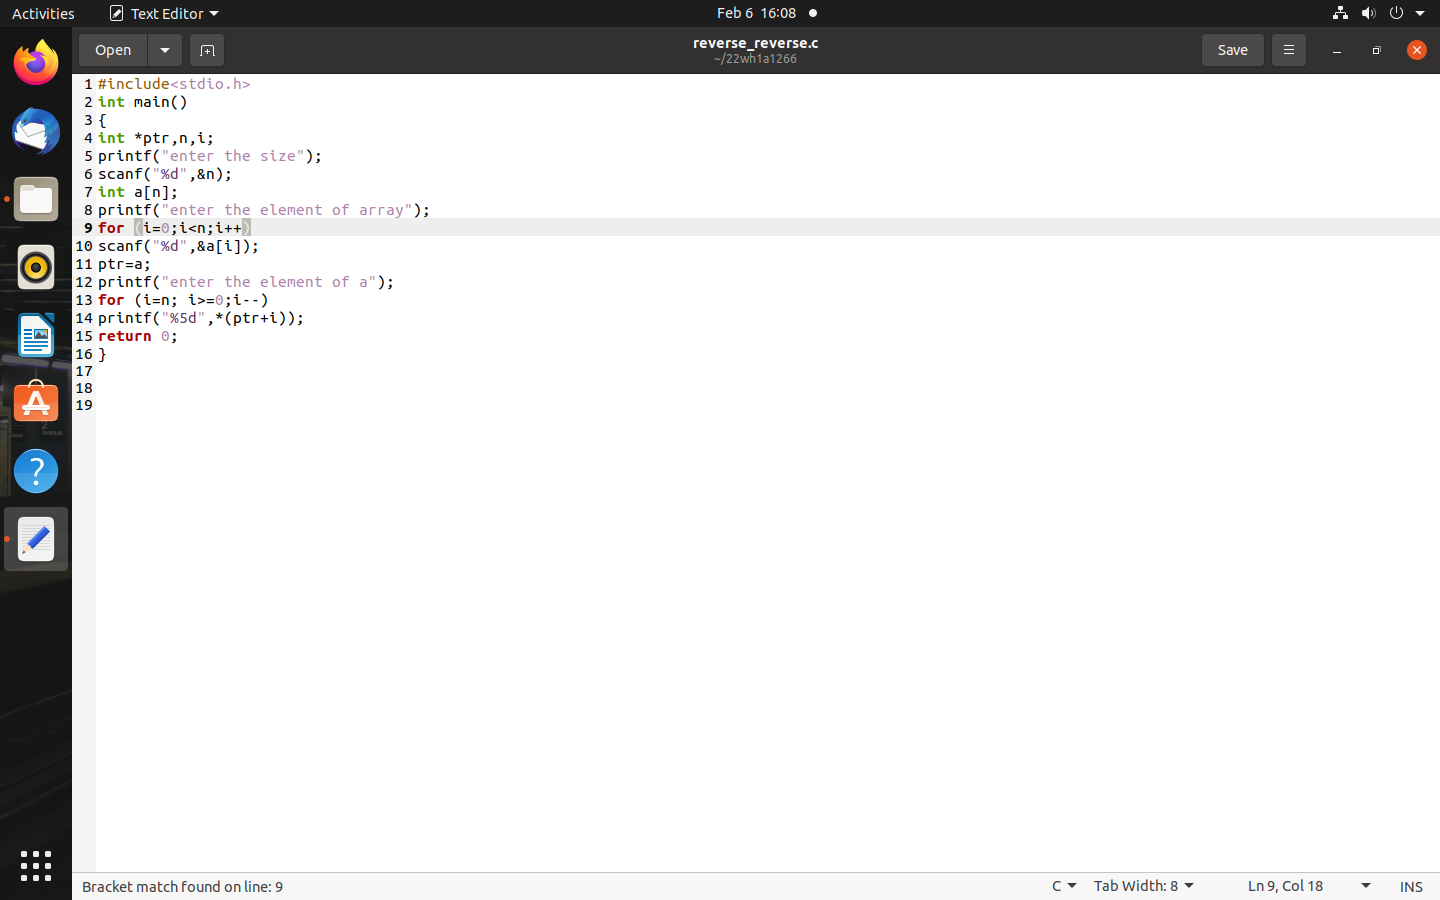 Activities
Text Editor
Feb 6 16:08
Open
reverse_reverse.c
~/22wh1a1266
Save
1 #include<stdio.h>
2 int main()
3 {
4 int *ptr,n,i;
5 printf("enter the size");
6 scanf("%d",&n);
7 int a[n];
8 printf("enter the element of array");
9 for (i=0;i<n;i++)
10 scanf("%d",&a[i]);
11 ptr=a;
12 printf("enter the element of a");
13 for (i=n; i>=0;i--)
14 printf("%5d",*(ptr+i));
15 return 0;
16 }
17
18
19
Bracket match found on line: 9
C
Tab Width: 8
Ln 9, Col 18
INS